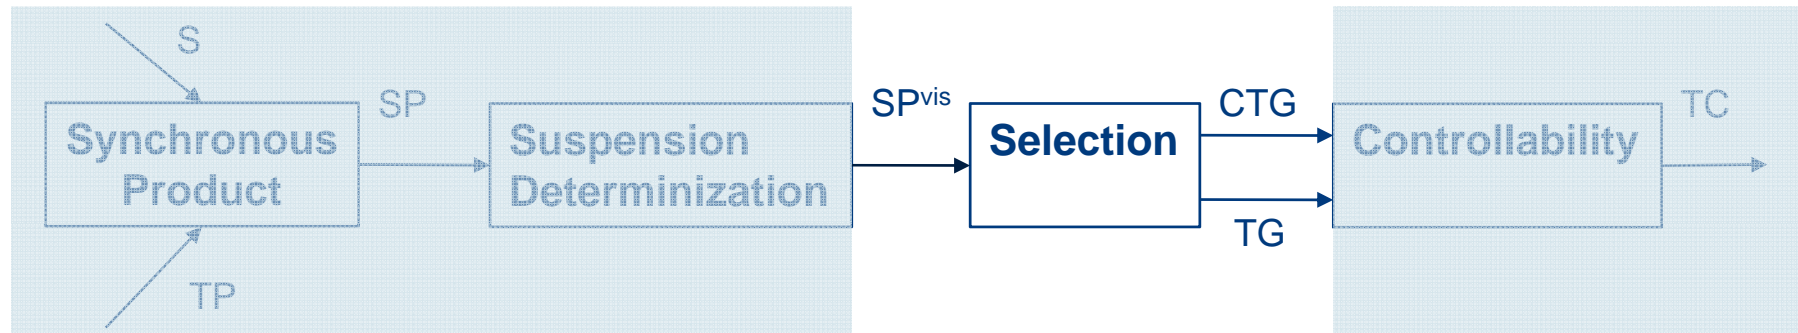 S
SP
SPvis
CTG
TC
Synchronous
Product
Suspension
Determinization
Selection
Controllability
TP
TG